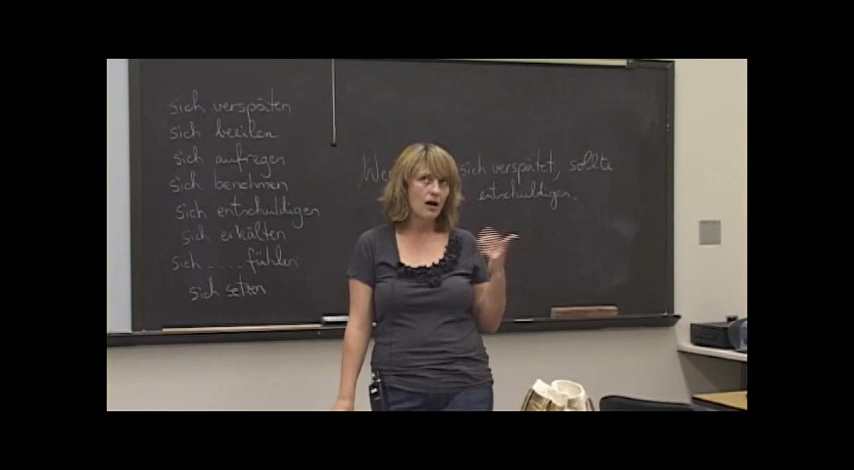 sich verspäten
sich beeilen
sich aufregen
sich benehmen
sich entschuldigen
sich erkälten
sich .... fühlen
sich setzen
sich verspätet, sollte
entschuldigen.